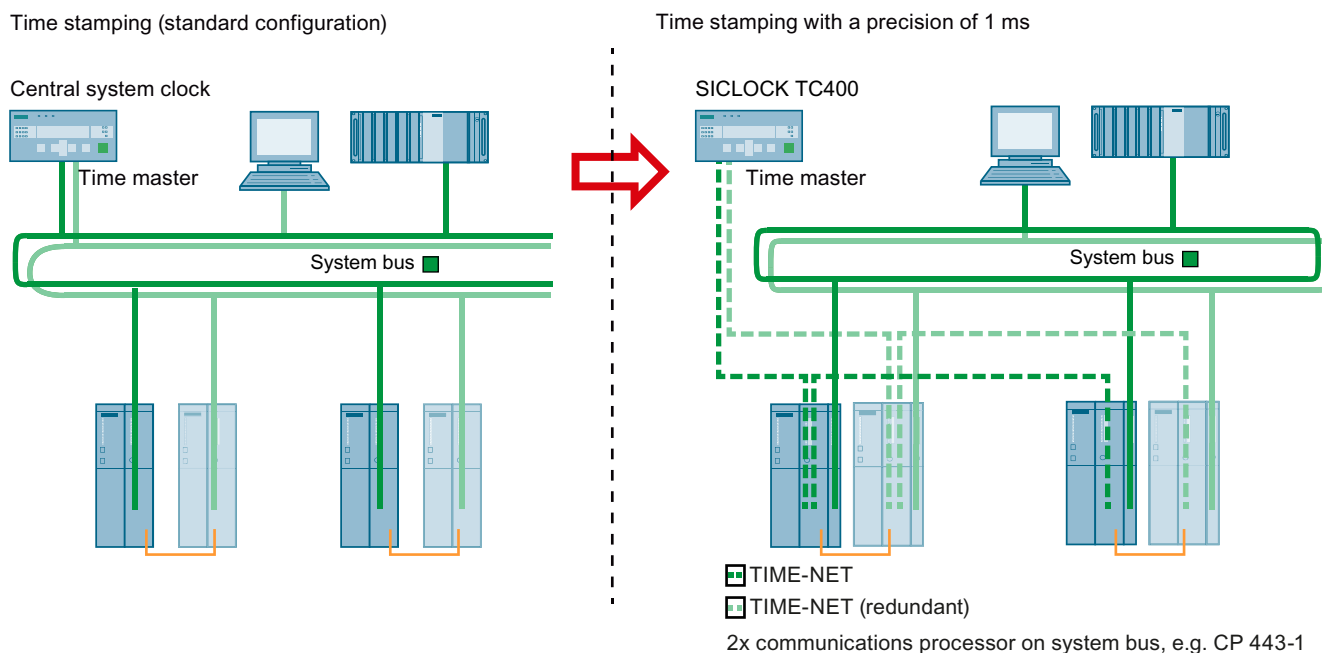 Time stamping (standard configuration)
Time stamping with a precision of 1 ms
Central system clock
Time master
System bus
SICLOCK TC400
Time master
System bus
TIME-NET
TIME-NET (redundant)
2x communications processor on system bus, e.g. CP 443-1